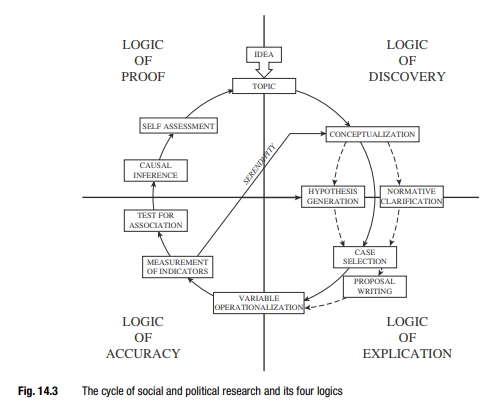 LOGIC
OF
PROOF
IDEA
LOGIC
OF
DISCOVERY
TOPIC
SELF ASSESSMENT
CONCEPTUALIZATION
SERENDIPITY
CAUSAL
INFERENCE
HYPOTHESIS
GENERATION
NORMATIVE
CLARIFICATION
TEST FOR
ASSOCIATION
CASE
SELECTION
MEASUREMENT
OF INDICATORS
PROPOSAL
WRITING
VARIABLE
OPERATIONALIZATION
LOGIC
OF
ACCURACY
LOGIC
OF
EXPLICATION
Fig. 14.3 The cycle of social and political research and its four logics